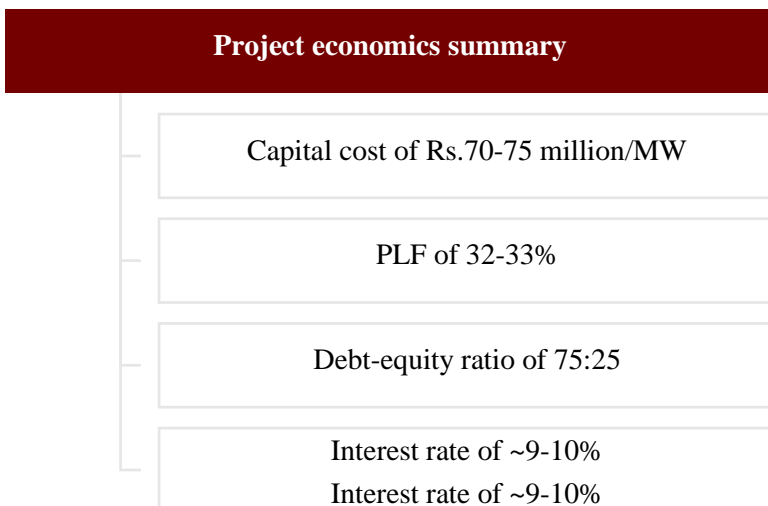 Project economics summary
Capital cost of Rs.70-75 million/MW
PLF of 32-33%
Debt-equity ratio of 75:25
Interest rate of ~9-10%
Interest rate of ~9-10%